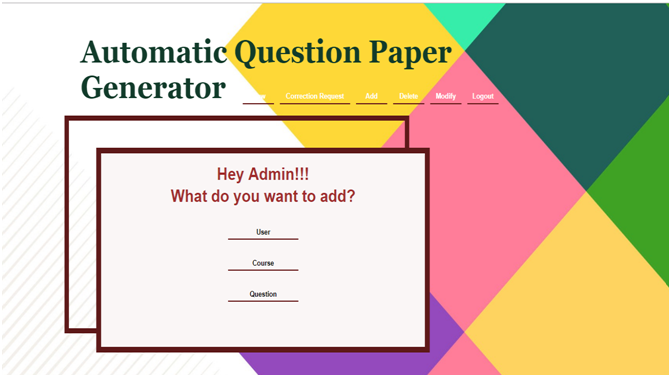 Automatic Question Paper
Generator
Correction Request Add Delete Modify Logout
Hey Admin!!!
What do you want to add?
User
Course
Question